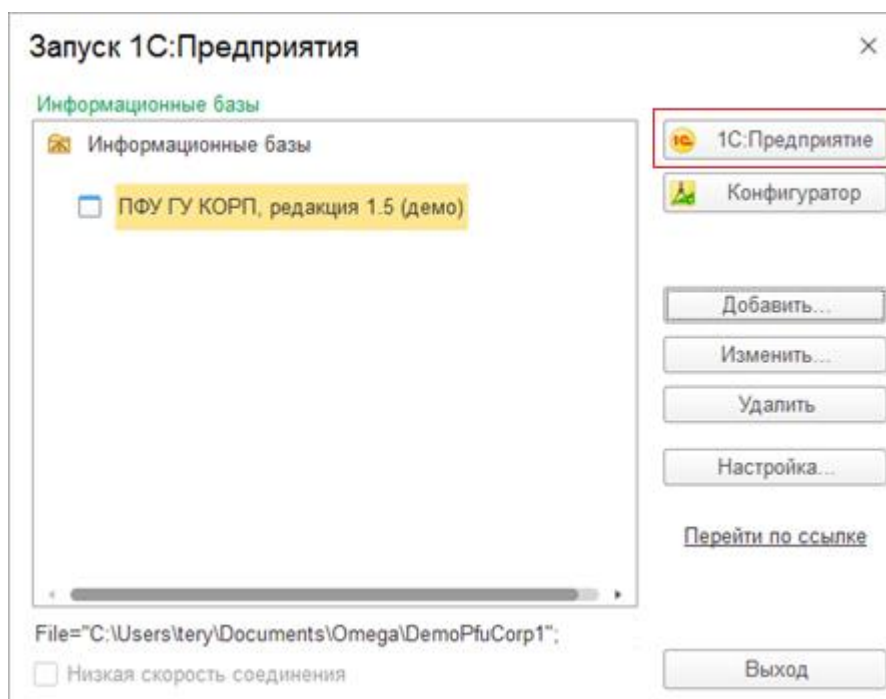 Запуск 1С:Предприятия
Информационные базы
Информационные базы
ПФУ ГУ КОРП, редакция 1.5 (демо)
1С:Предприятие
Конфигуратор
Добавить...
Изменить...
Удалить
Настройка...
Перейти по ссылке
File="C:\Users\tery\Documents\Omega\DemoPfuCorp1";
Низкая скорость соединения
Выход